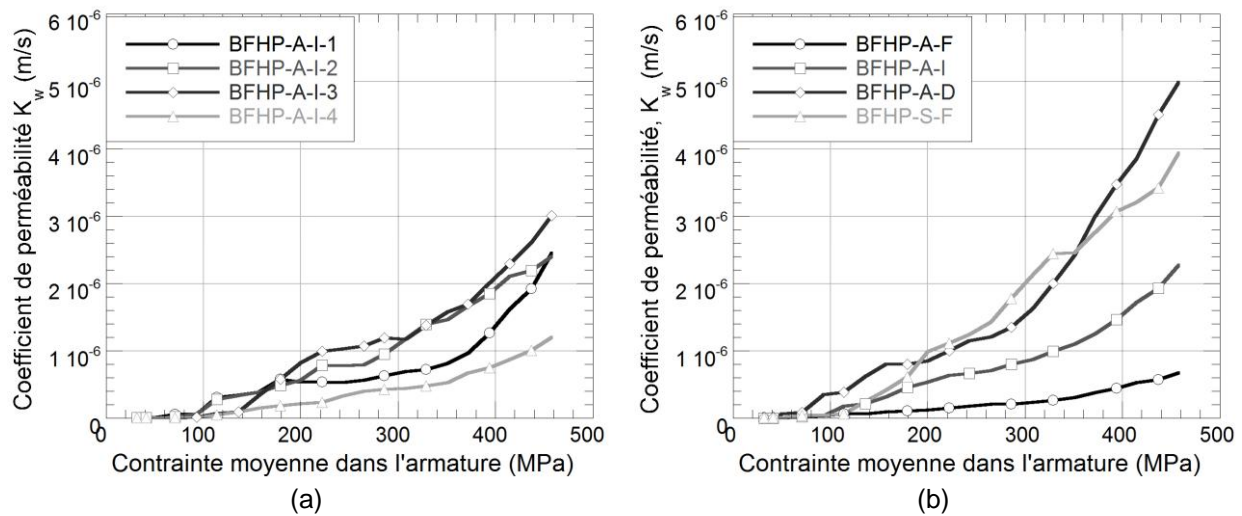 6 10-6
5 10-6
4 10-6
3 10-6
2 10-6
1 10-6
0
0 100 200 300 400 500
Coefficient de perméabilité Kw (m/s)
Contrainte moyenne dans l'armature (MPa)
BFHP-A-I-1
BFHP-A-I-2
BFHP-A-I-3
BFHP-A-I-4
(a)
6 10-6
5 10-6
4 10-6
3 10-6
2 10-6
1 10-6
0
0 100 200 300 400 500
Coefficient de perméabilité, Kw (m/s)
Contrainte moyenne dans l'armature (MPa)
BFHP-A-F
BFHP-A-I
BFHP-A-D
BFHP-S-F
(b)